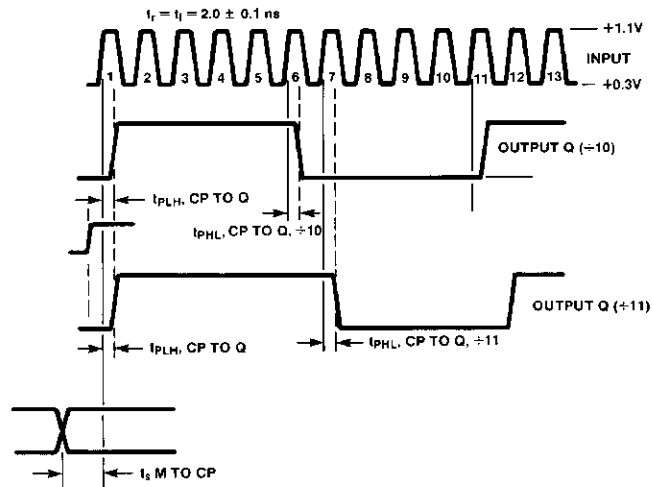 tr = tf = 2.0 ± 0.1 ns
+1.1V
INPUT
1 2 3 4 5 6 7 8 9 10 11 12 13
+0.3V
OUTPUT Q (÷10)
tPLH, CP TO Q
tPHL, CP TO Q, ÷10
OUTPUT Q (÷11)
tPLH, CP TO Q
tPHL, CP TO Q, ÷11
ts M TO CP